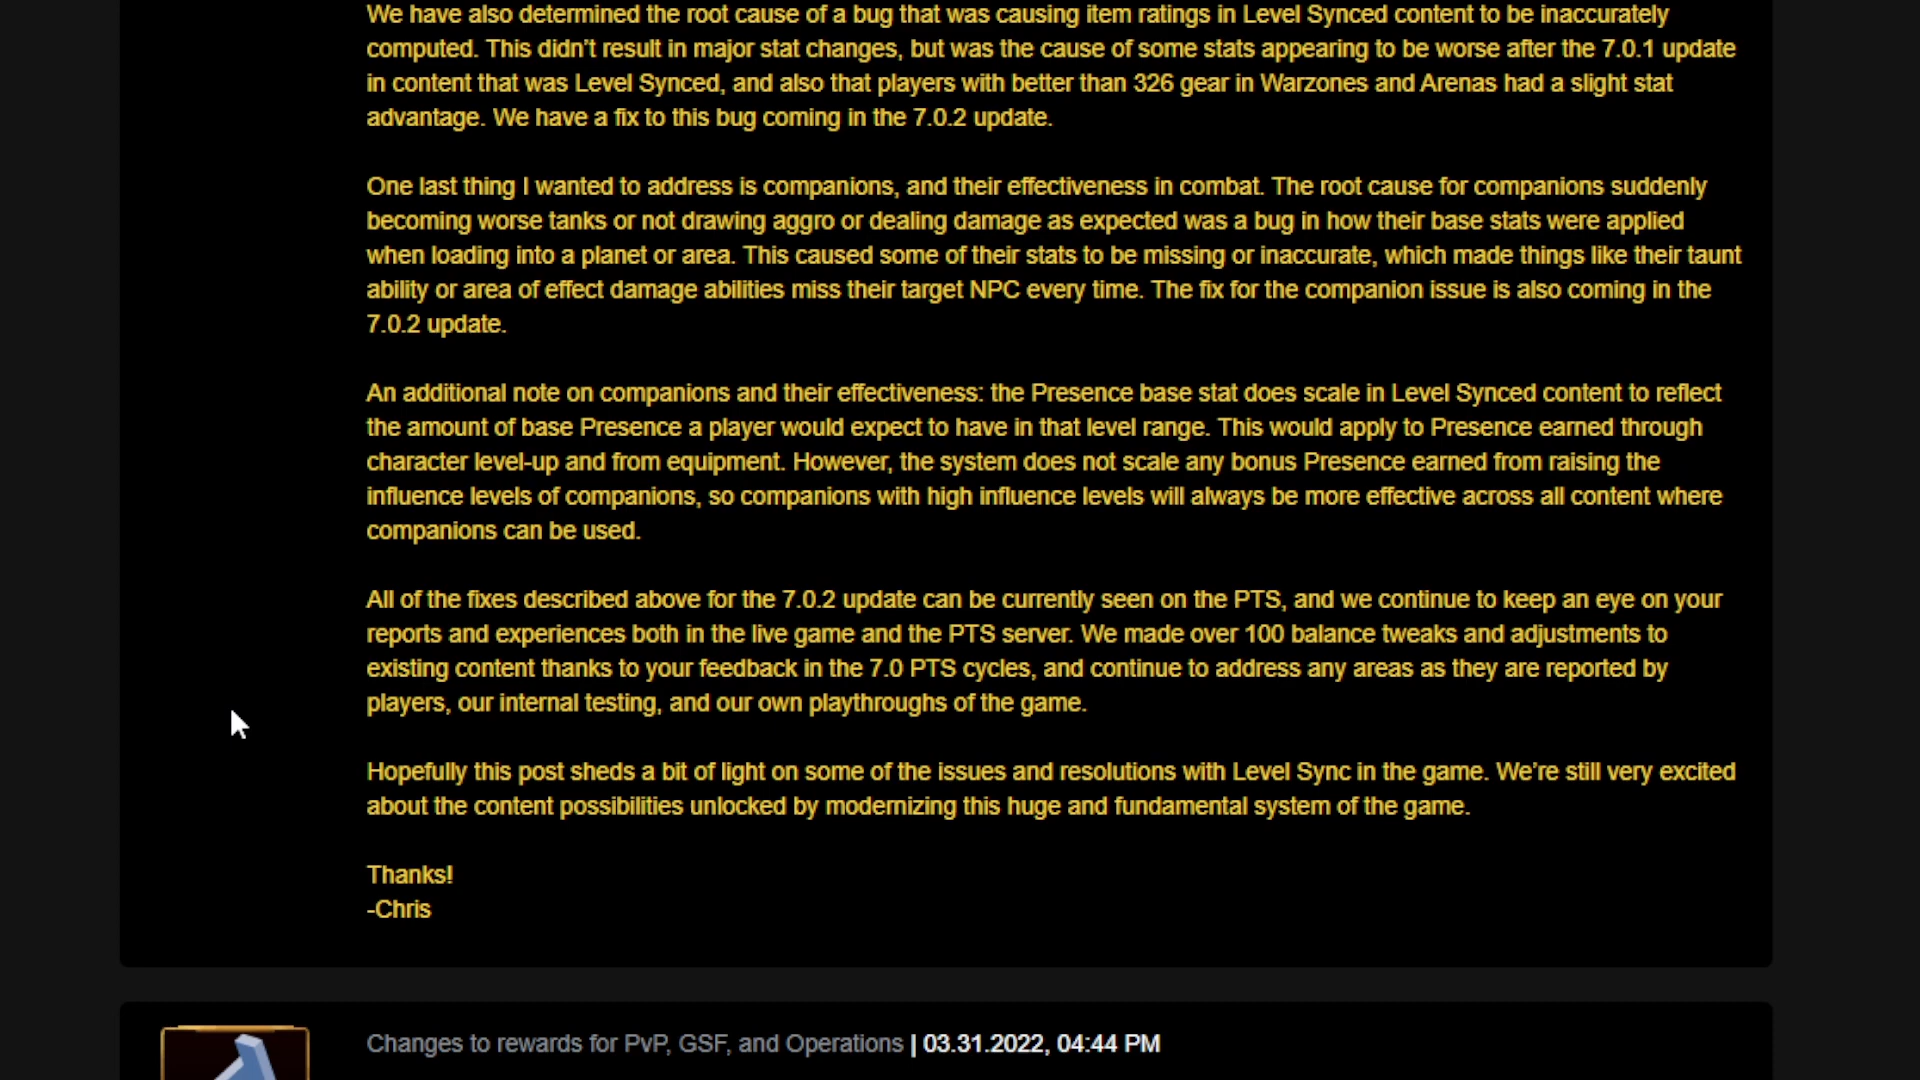 We have also determined the root cause of a bug that was causing item ratings in Level Synced content to be inaccurately
computed. This didn’t result in major stat changes, but was the cause of some stats appearing to be worse after the 7.0.1 update
in content that was Level Synced, and also that players with better than 326 gear in Warzones and Arenas had a slight stat
advantage. We have a fix to this bug coming in the 7.0.2 update.
One last thing I wanted to address is companions, and their effectiveness in combat. The root cause for companions suddenly
becoming worse tanks or not drawing aggro or dealing damage as expected was a bug in how their base stats were applied
when loading into a planet or area. This caused some of their stats to be missing or inaccurate, which made things like their taunt
ability or area of effect damage abilities miss their target NPC every time. The fix for the companion issue is also coming in the
7.0.2 update.
An additional note on companions and their effectiveness: the Presence base stat does scale in Level Synced content to reflect
the amount of base Presence a player would expect to have in that level range. This would apply to Presence earned through
character level-up and from equipment. However, the system does not scale any bonus Presence earned from raising the
influence levels of companions, so companions with high influence levels will always be more effective across all content where
companions can be used.
All of the fixes described above for the 7.0.2 update can be currently seen on the PTS, and we continue to keep an eye on your
reports and experiences both in the live game and the PTS server. We made over 100 balance tweaks and adjustments to
existing content thanks to your feedback in the 7.0 PTS cycles, and continue to address any areas as they are reported by
players, our internal testing, and our own playthroughs of the game.
Hopefully this post sheds a bit of light on some of the issues and resolutions with Level Sync in the game. We’re still very excited
about the content possibilities unlocked by modernizing this huge and fundamental system of the game.
Thanks!
-Chris
Changes to rewards for PvP, GSF, and Operations | 03.31.2022, 04:44 PM